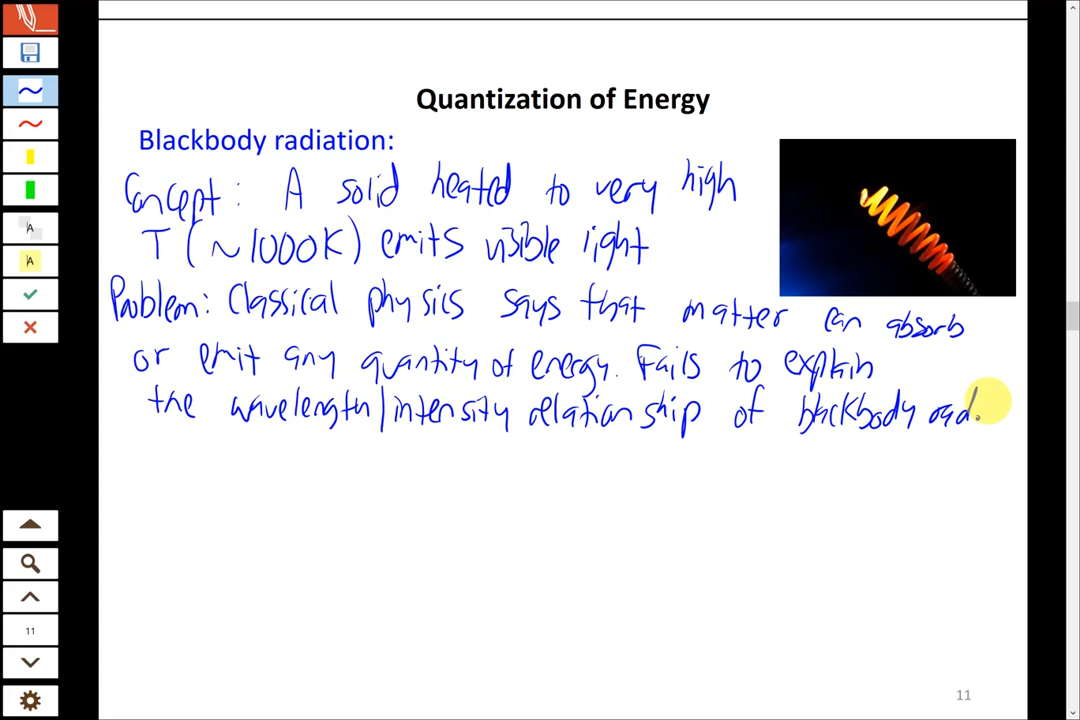 Quantization of Energy
Blackbody radiation:
Concept: A solid heated to very high
T (~1000K) emits visible light
Problem: Classical physics says that matter can absorb
or emit any quantity of energy. Fails to explain
the wavelength/intensity relationship of blackbody rad.
A
A
11
11